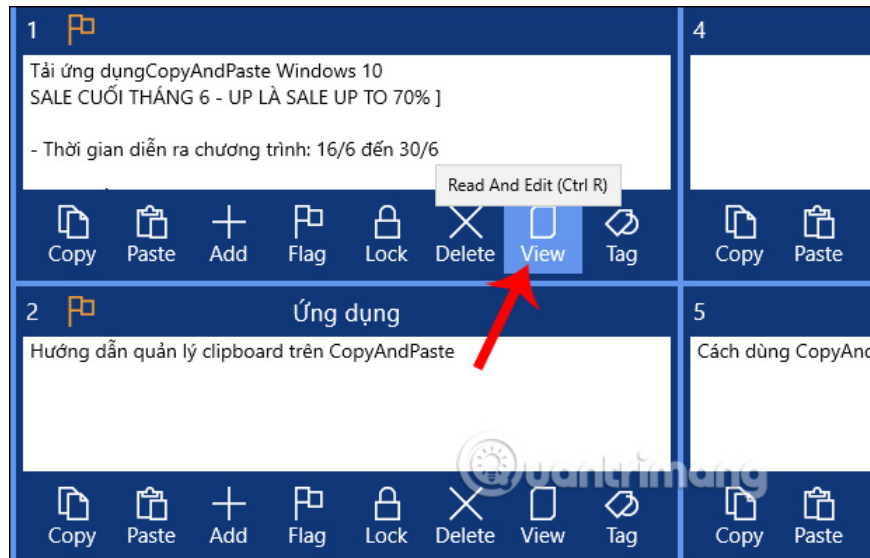 1
Tải ứng dụngCopyAndPaste Windows 10
SALE CUỐI THÁNG 6 - UP LÀ SALE UP TO 70% ]
- Thời gian diễn ra chương trình: 16/6 đến 30/6
Read And Edit (Ctrl R)
Copy Paste Add Flag Lock Delete View Tag
4
Copy Paste
2 Ứng dụng
Hướng dẫn quản lý clipboard trên CopyAndPaste
Copy Paste Add Flag Lock Delete View Tag
5
Cách dùng CopyAnd
Copy Paste
Quantrimang